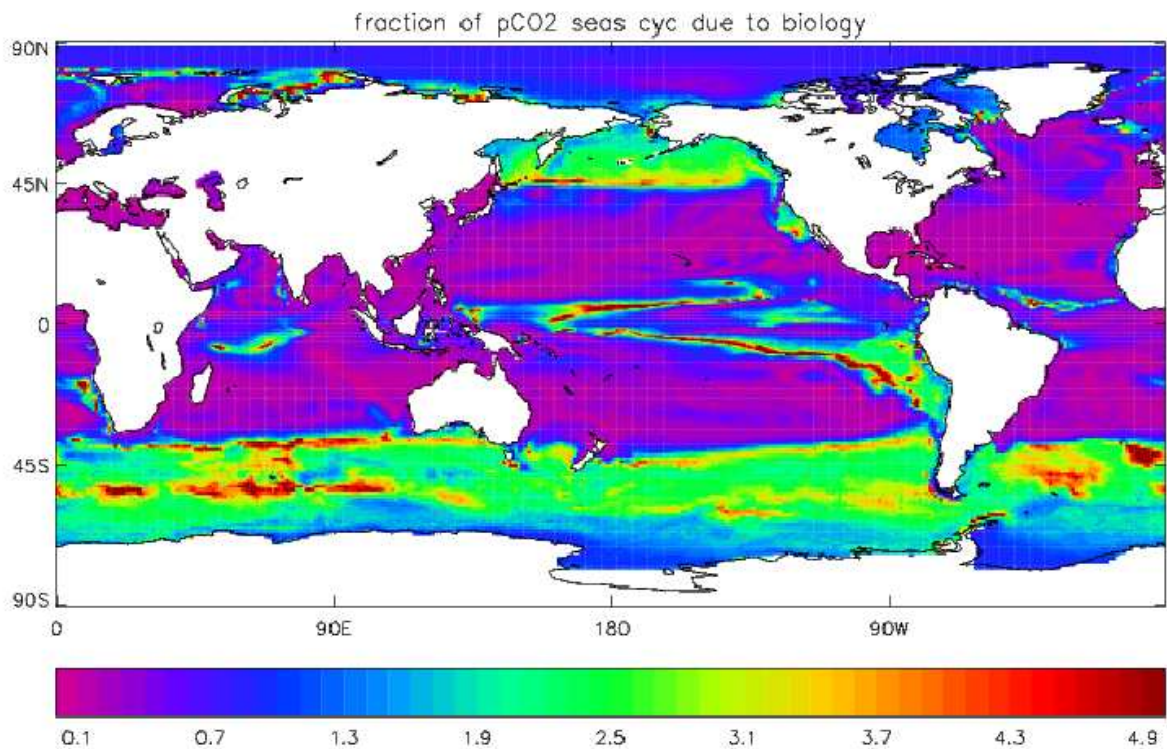 fraction of pCO2 seas cyc due to biology
90N
45N
0
45S
90S
0 90E 180 90W
0.1 0.7 1.3 1.9 2.5 3.1 3.7 4.3 4.9